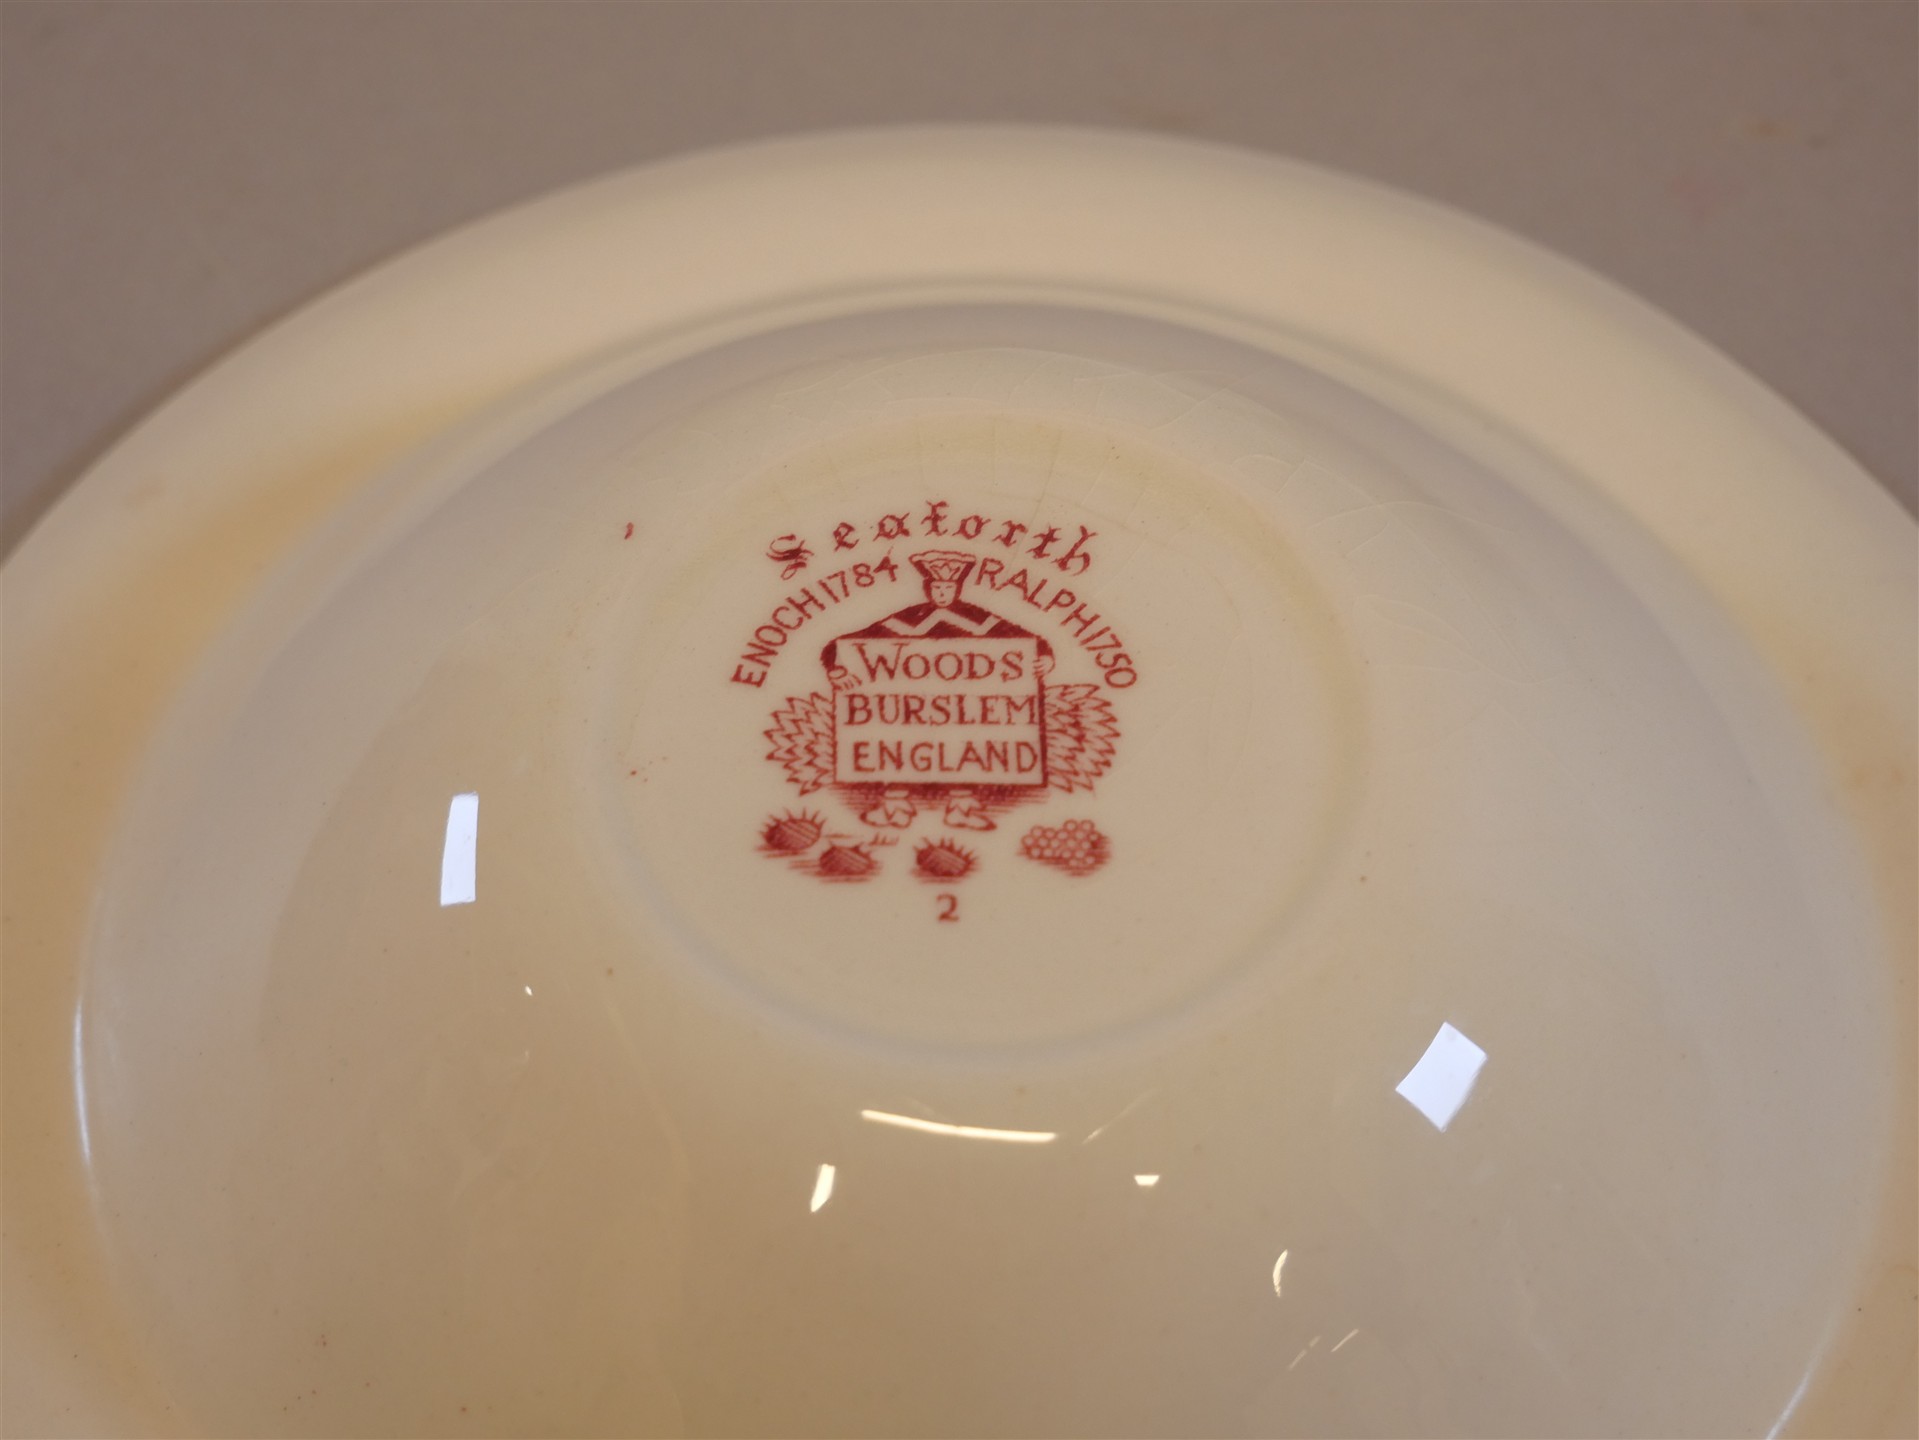 Seaforth
ENOCH 1784 RALPH 1750
WOODS
BURSLEM
ENGLAND
2